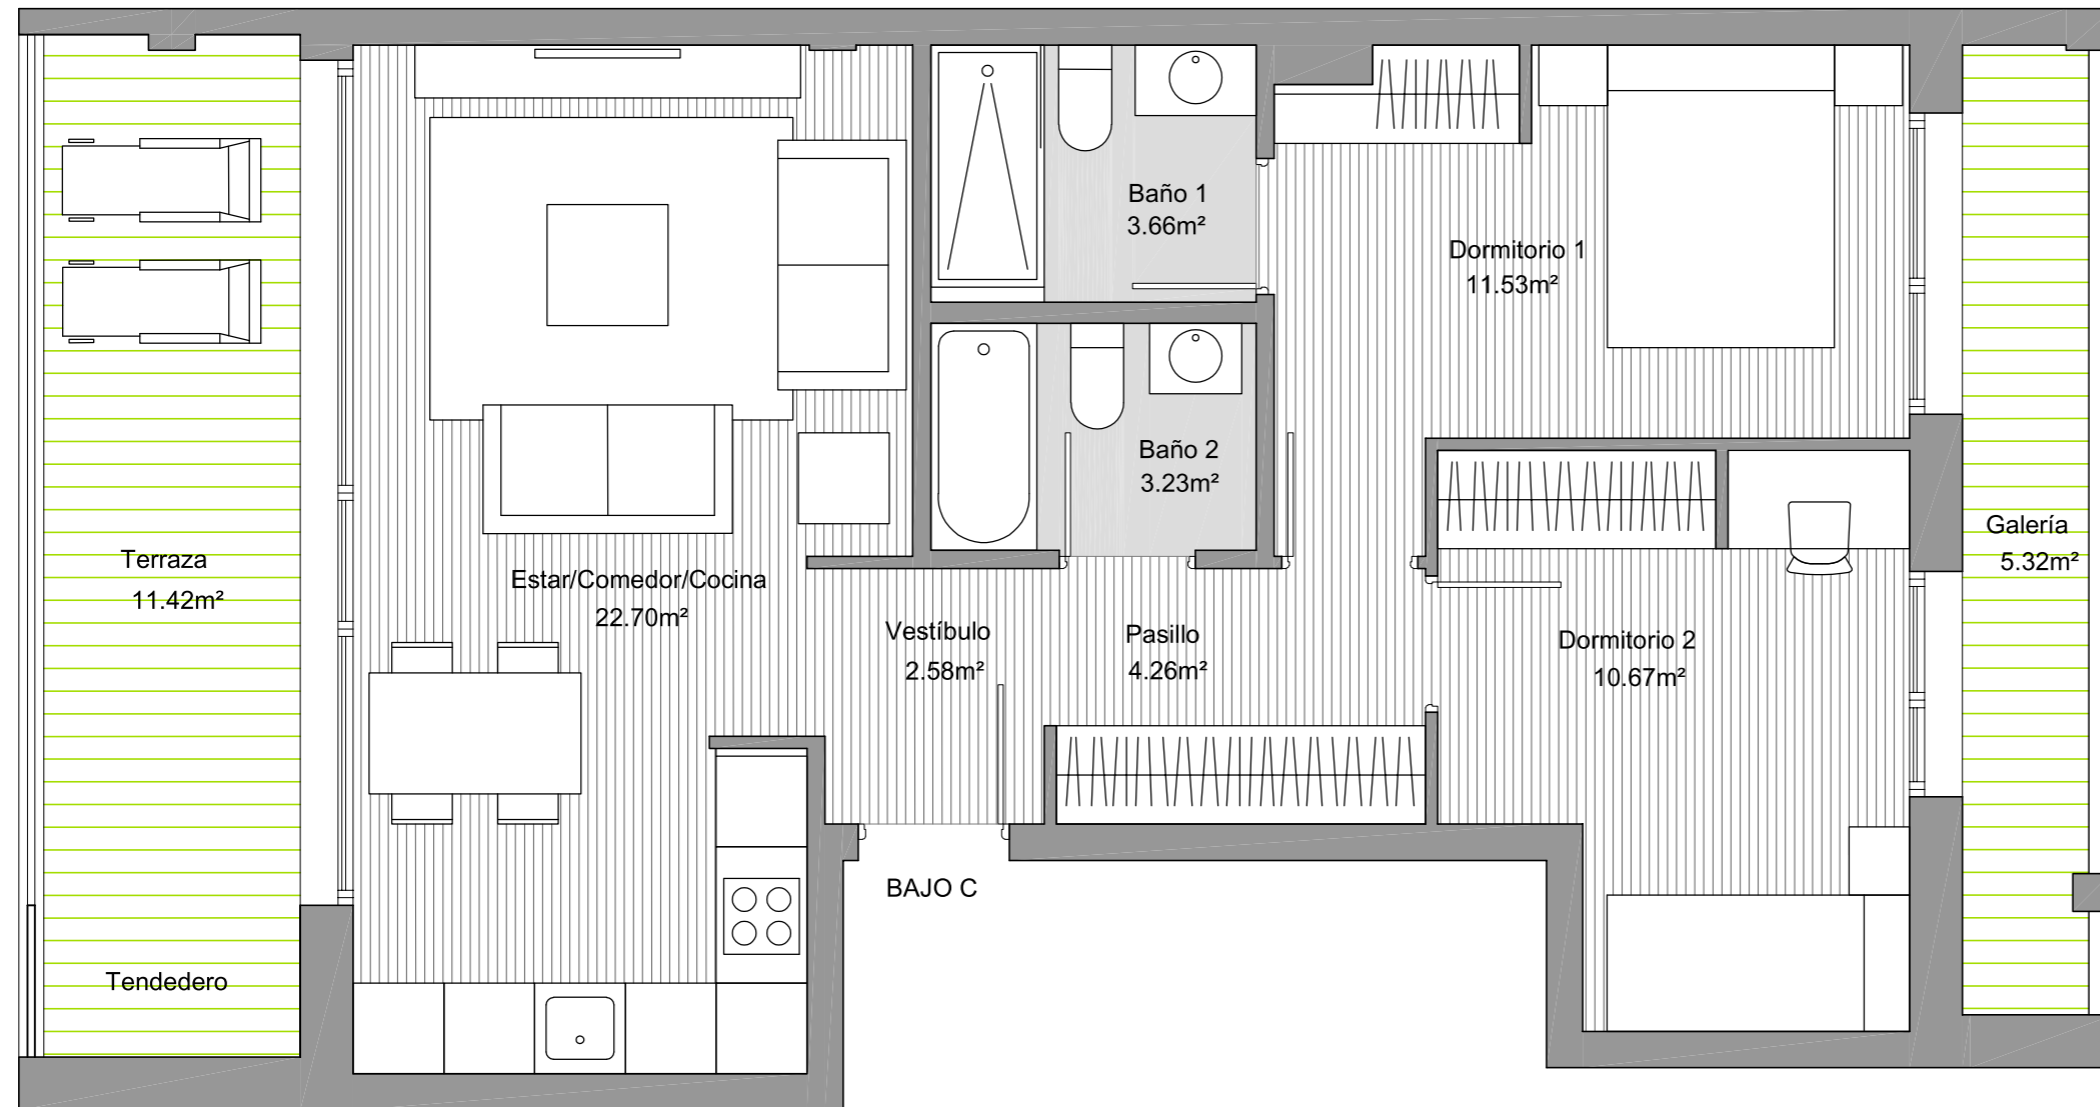 Baño 1
3.66m²
Dormitorio 1
11.53m²
Baño 2
3.23m²
Galería
5.32m²
Terraza
11.42m²
Estar/Comedor/Cocina
22.70m²
Vestíbulo
2.58m²
Pasillo
4.26m²
Dormitorio 2
10.67m²
BAJO C
Tendedero